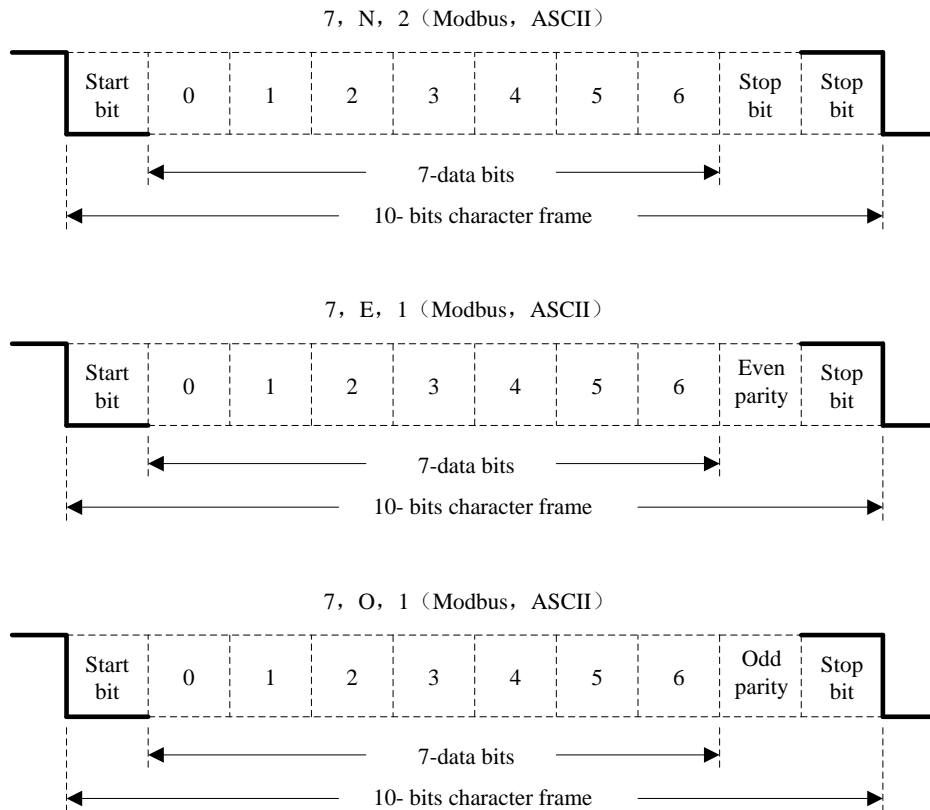 7，N，2（Modbus，ASCII）
Start bit 0 1 2 3 4 5 6 Stop bit Stop bit
7-data bits
10- bits character frame
7，E，1（Modbus，ASCII）
Start bit 0 1 2 3 4 5 6 Even parity Stop bit
7-data bits
10- bits character frame
7，O，1（Modbus，ASCII）
Start bit 0 1 2 3 4 5 6 Odd parity Stop bit
7-data bits
10- bits character frame